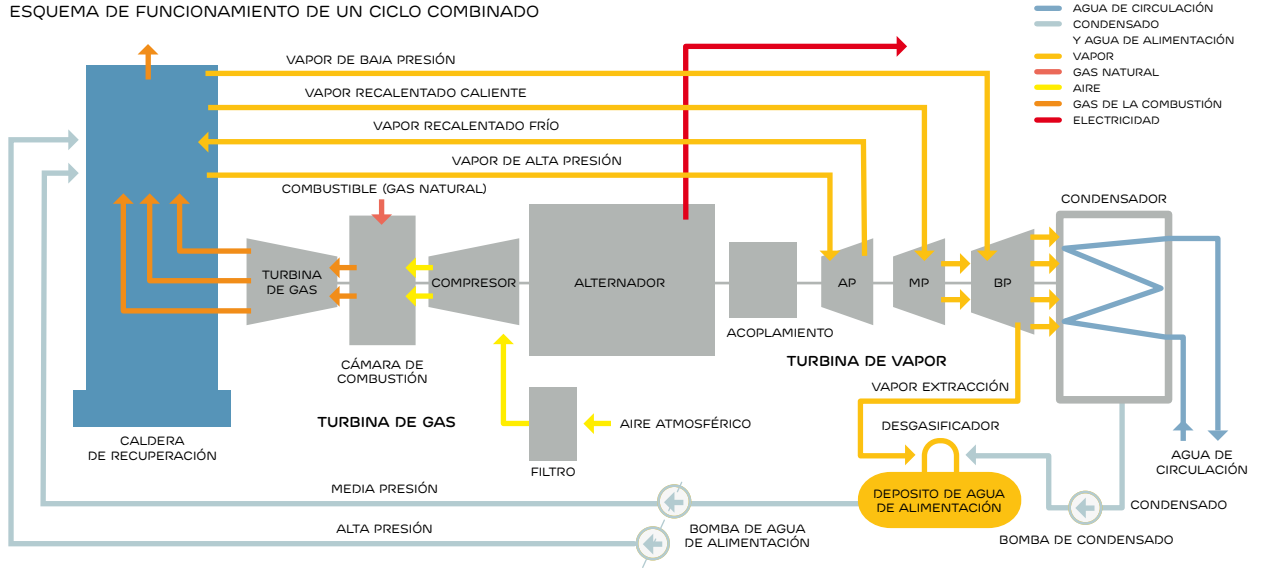 ESQUEMA DE FUNCIONAMIENTO DE UN CICLO COMBINADO
AGUA DE CIRCULACIÓN
CONDENSADO
Y AGUA DE ALIMENTACIÓN
VAPOR
GAS NATURAL
AIRE
GAS DE LA COMBUSTIÓN
ELECTRICIDAD
VAPOR DE BAJA PRESIÓN
VAPOR RECALENTADO CALIENTE
VAPOR RECALENTADO FRÍO
VAPOR DE ALTA PRESIÓN
COMBUSTIBLE (GAS NATURAL)
CONDENSADOR
TURBINA
DE GAS
COMPRESOR
ALTERNADOR
AP
MP
BP
ACOPLAMIENTO
CÁMARA DE
COMBUSTIÓN
TURBINA DE VAPOR
VAPOR EXTRACCIÓN
TURBINA DE GAS
AIRE ATMOSFÉRICO
DESGASIFICADOR
CALDERA
DE RECUPERACIÓN
FILTRO
AGUA DE
CIRCULACIÓN
MEDIA PRESIÓN
DEPOSITO DE AGUA
DE ALIMENTACIÓN
CONDENSADO
ALTA PRESIÓN
BOMBA DE AGUA
DE ALIMENTACIÓN
BOMBA DE CONDENSADO